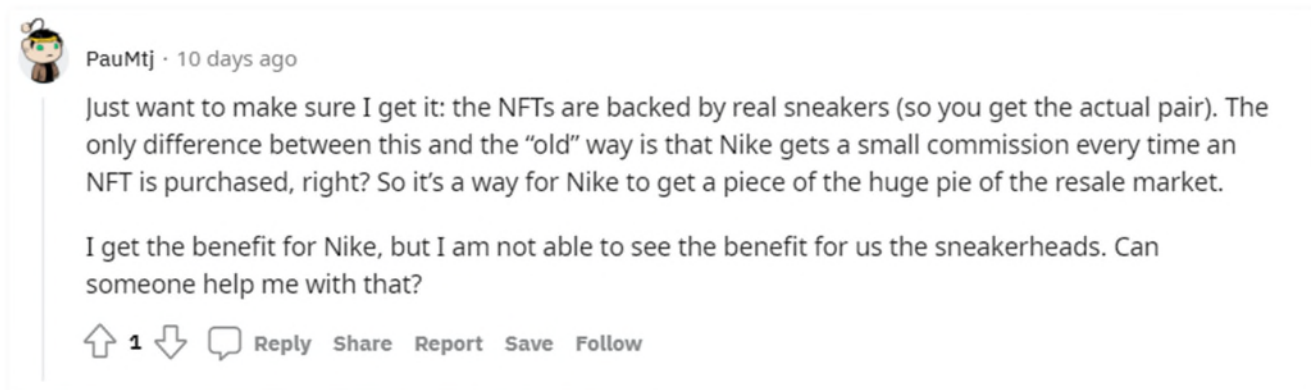 PauMtj · 10 days ago
Just want to make sure I get it: the NFTs are backed by real sneakers (so you get the actual pair). The
only difference between this and the “old” way is that Nike gets a small commission every time an
NFT is purchased, right? So it’s a way for Nike to get a piece of the huge pie of the resale market.
I get the benefit for Nike, but I am not able to see the benefit for us the sneakerheads. Can
someone help me with that?
1 Reply Share Report Save Follow